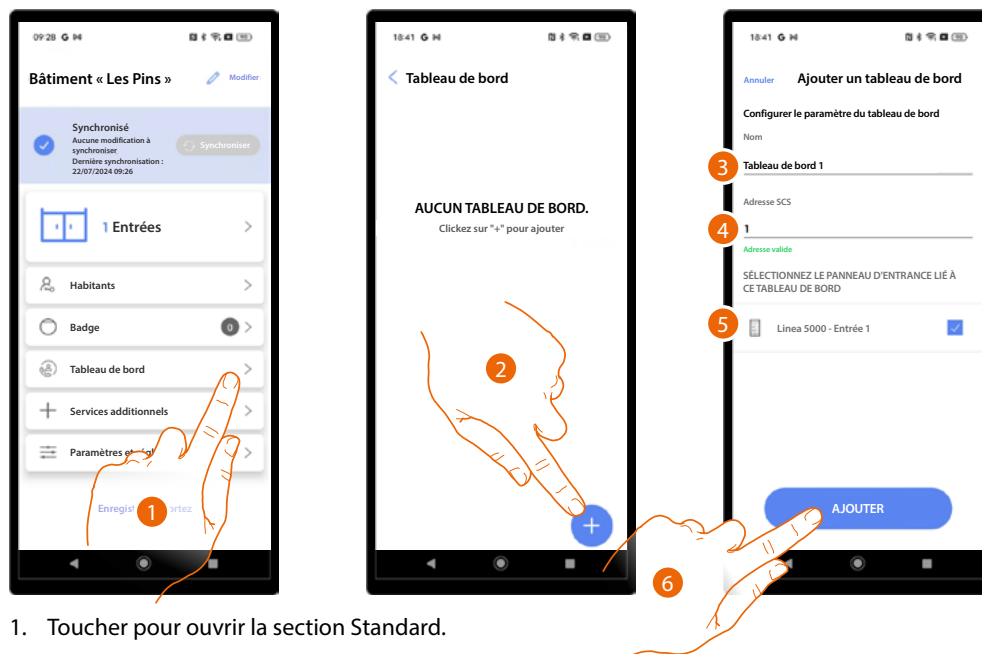 09:28 G
Bâtiment « Les Pins »
Modifier
Synchronisé
Aucune modification à
synchroniser
Dernière synchronisation :
22/07/2024 09:26
Synchroniser
1 Entrées
Habitants
Badge
0
Tableau de bord
Services additionnels
Paramètres et
1
18:41 G
Tableau de bord
AUCUN TABLEAU DE BORD.
Clickez sur "+" pour ajouter
2
+
18:41 G
Annuler
Ajouter un tableau de bord
Configurer le paramètre du tableau de bord
Nom
3
Tableau de bord 1
Adresse SCS
4
1
Adresse valide
SÉLECTIONNEZ LE PANNEAU D'ENTRANCE LIÉ À
CE TABLEAU DE BORD
5
Linea 5000 - Entrée 1
AJOUTER
6
1. Toucher pour ouvrir la section Standard.